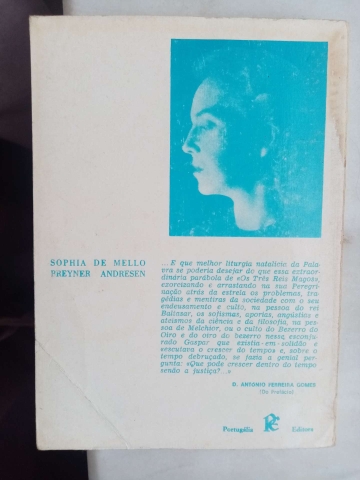 SOPHIA DE MELLO
PREYNER ANDRESEN
...E que melhor liturgia natalícia da Pala-
vra se poderia desejar do que essa extraor-
dinária parábola de «Os Três Reis Magos»,
exorcizando e arrastando na sua Peregri-
nação atrás da estrela os problemas, tra-
gédias e mentiras da sociedade com o seu
endeusamento e culto, na pessoa do rei
Baltasar, os sofismas, aporias, angústias e
ateísmos da ciência e da filosofia, na pes-
soa de Melchior, ou o culto do Bezerro do
Oiro e do oiro do bezerro nesse esconju-
rado Gaspar que existia-em-solidão e
«escutava o crescer do tempo» e, sobre o
tempo debruçado, se fazia a genial per-
gunta: «Que pode crescer dentro do tempo
senão a justiça?...»
D. ANTÓNIO FERREIRA GOMES
(Do Prefácio)
Portugália Editora